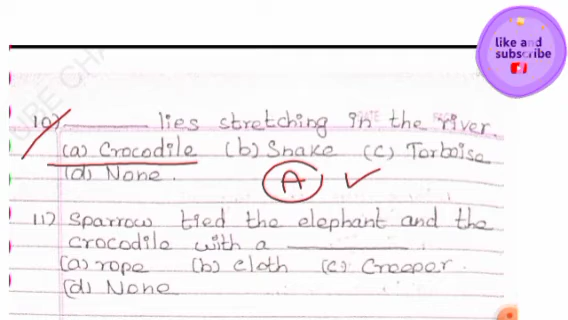 like and
subscribe
10) ______ lies stretching in the river.
(a) Crocodile (b) Snake (c) Tortoise
(d) None.
A ✓
11) Sparrow tied the elephant and the
crocodile with a ______.
(a) rope (b) cloth (c) Creeper.
(d) None